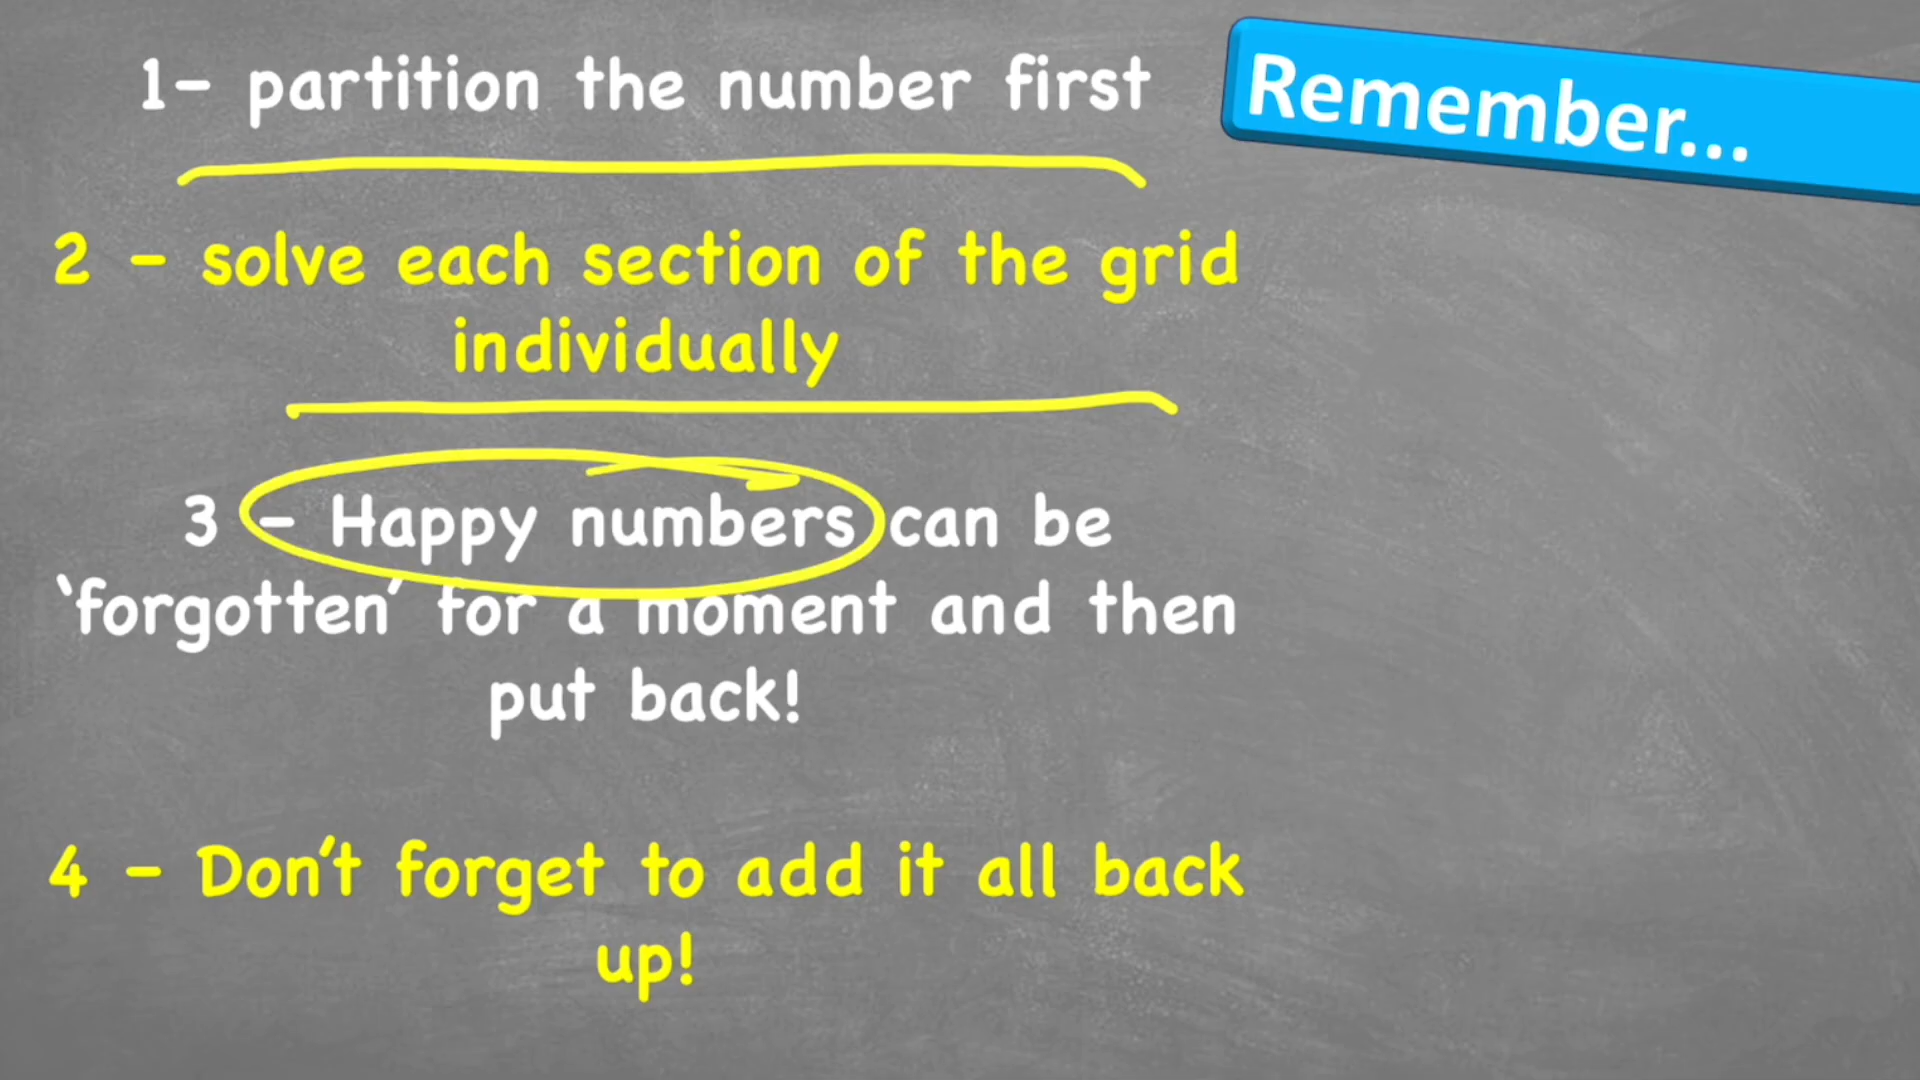 1- partition the number first
Remember...
2 - solve each section of the grid
individually
3 - Happy numbers can be
‘forgotten’ for a moment and then
put back!
4 - Don’t forget to add it all back
up!